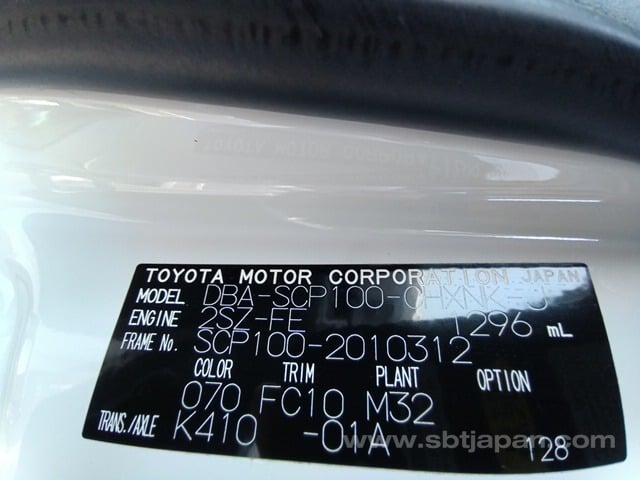 TOYOTA MOTOR CORPORATION JAPAN
MODEL DBA-SCP100-CHXNK
ENGINE 2SZ-FE 1296 mL
FRAME No. SCP100-2010312
COLOR TRIM PLANT OPTION
070 FC10 M32
TRANS./AXLE K410 -01A
128
www.sbtjapan.com